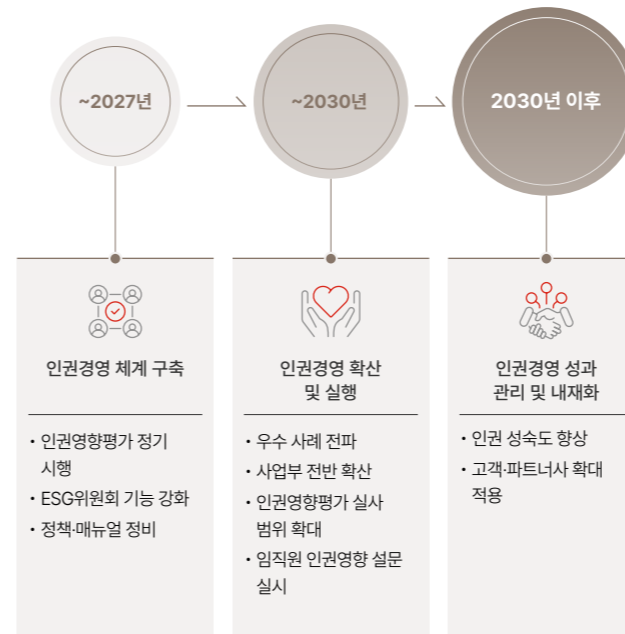 ~2027년
~2030년
2030년 이후
인권경영 체계 구축
• 인권영향평가 정기
시행
• ESG위원회 기능 강화
• 정책·매뉴얼 정비
인권경영 확산
및 실행
• 우수 사례 전파
• 사업부 전반 확산
• 인권영향평가 실사
범위 확대
• 임직원 인권영향 설문
실시
인권경영 성과
관리 및 내재화
• 인권 성숙도 향상
• 고객·파트너사 확대
적용